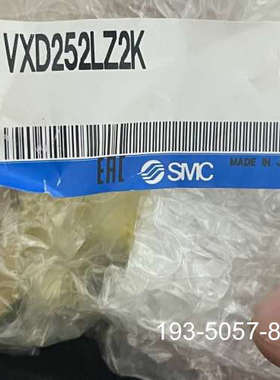 VXD252LZ2K
EAC SMC MADE IN J
193-5057-8